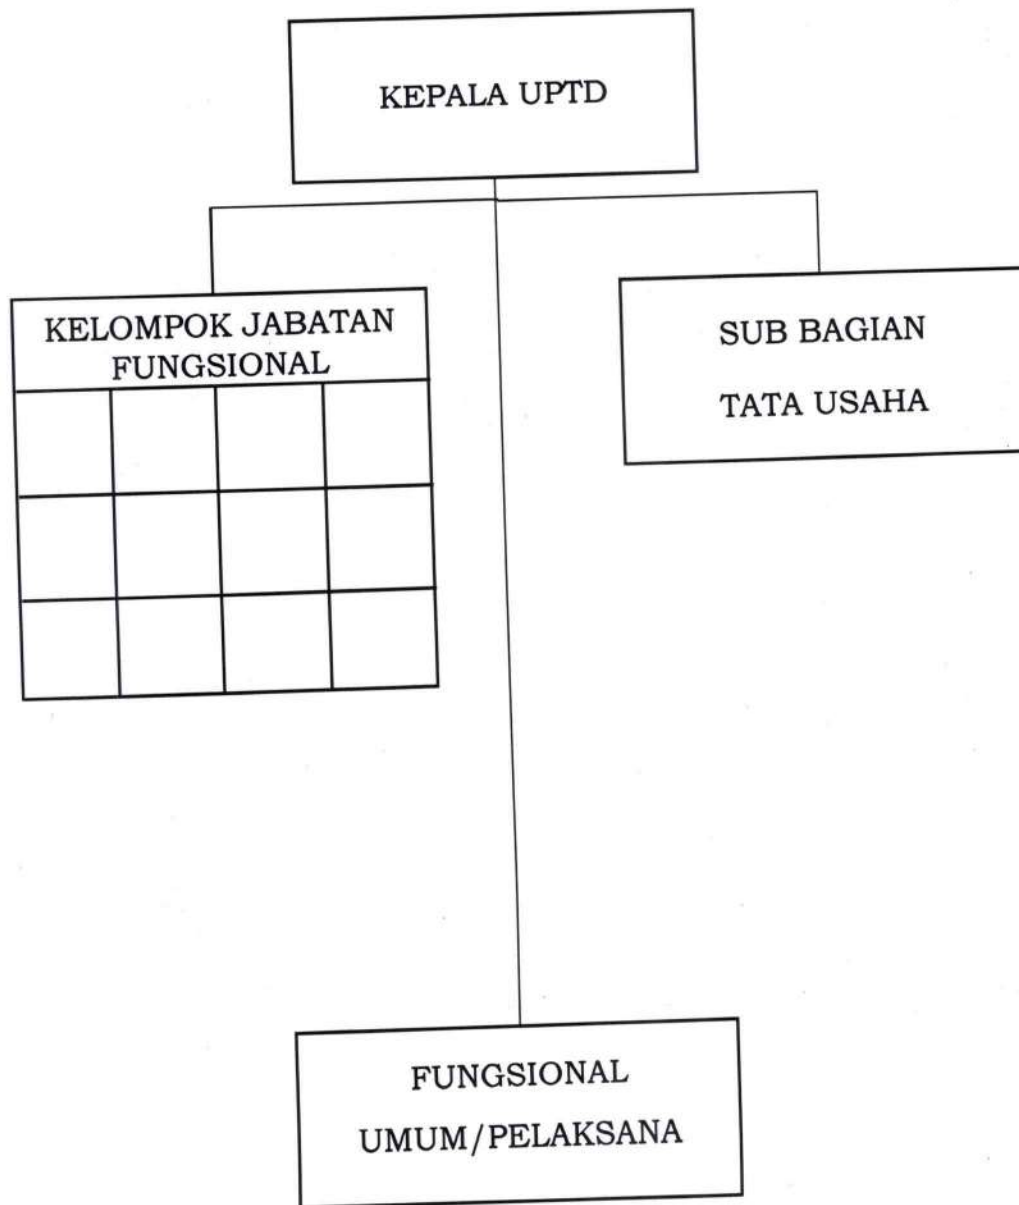 KEPALA UPTD
KELOMPOK JABATAN
FUNGSIONAL
SUB BAGIAN
TATA USAHA
FUNGSIONAL
UMUM/PELAKSANA